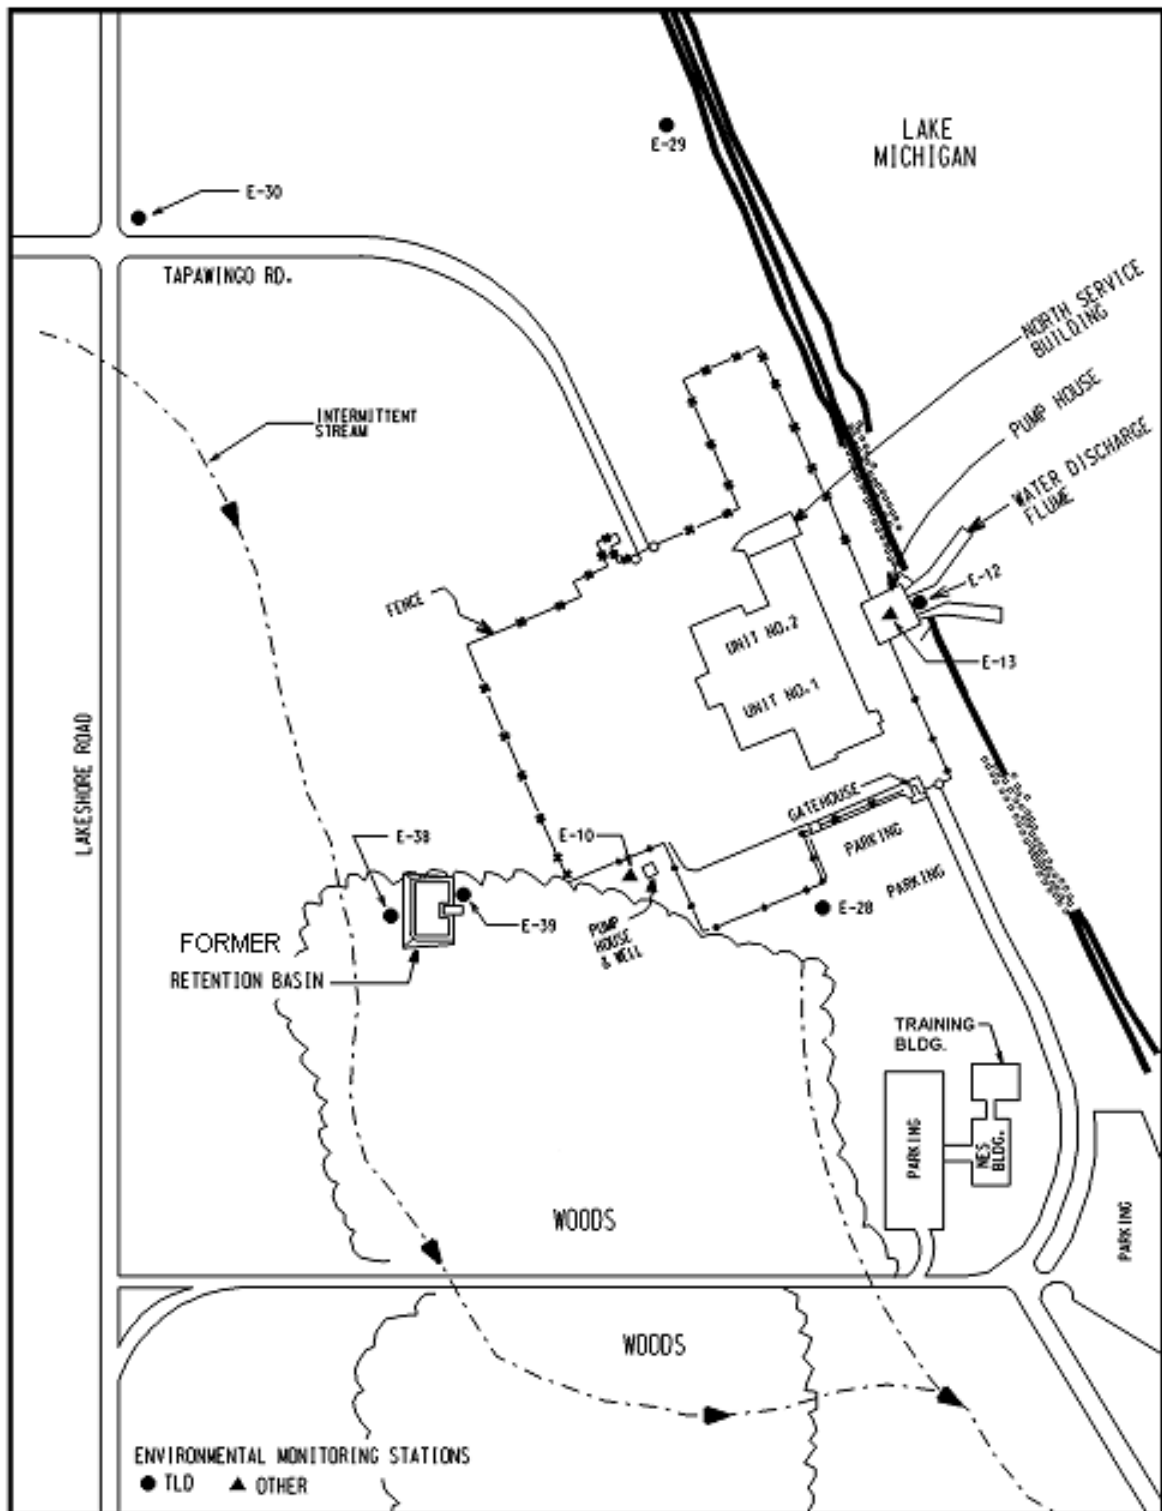 LAKE
MICHIGAN
E-29
E-30
TAPAWINGO RD.
NORTH SERVICE
BUILDING
PUMP HOUSE
INTERMITTENT
STREAM
WATER DISCHARGE
FLUME
E-12
FENCE
UNIT NO.2
E-13
UNIT NO.1
LAKESHORE ROAD
GATEHOUSE
E-38
E-10
PARKING
PARKING
E-28
E-39
PUMP
HOUSE
& WELL
FORMER
RETENTION BASIN
TRAINING
BLDG.
PARKING
NES
BLDG.
PARKING
WOODS
WOODS
ENVIRONMENTAL MONITORING STATIONS
TLD OTHER